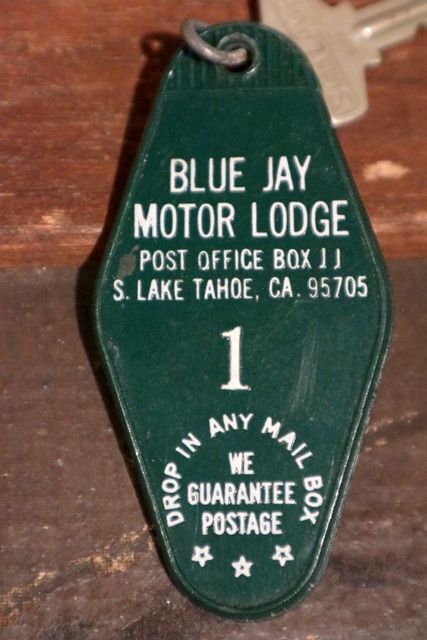 BLUE JAY
MOTOR LODGE
POST OFFICE BOX J J
S. LAKE TAHOE, CA. 95705
1
DROP IN ANY MAIL BOX
WE
GUARANTEE
POSTAGE